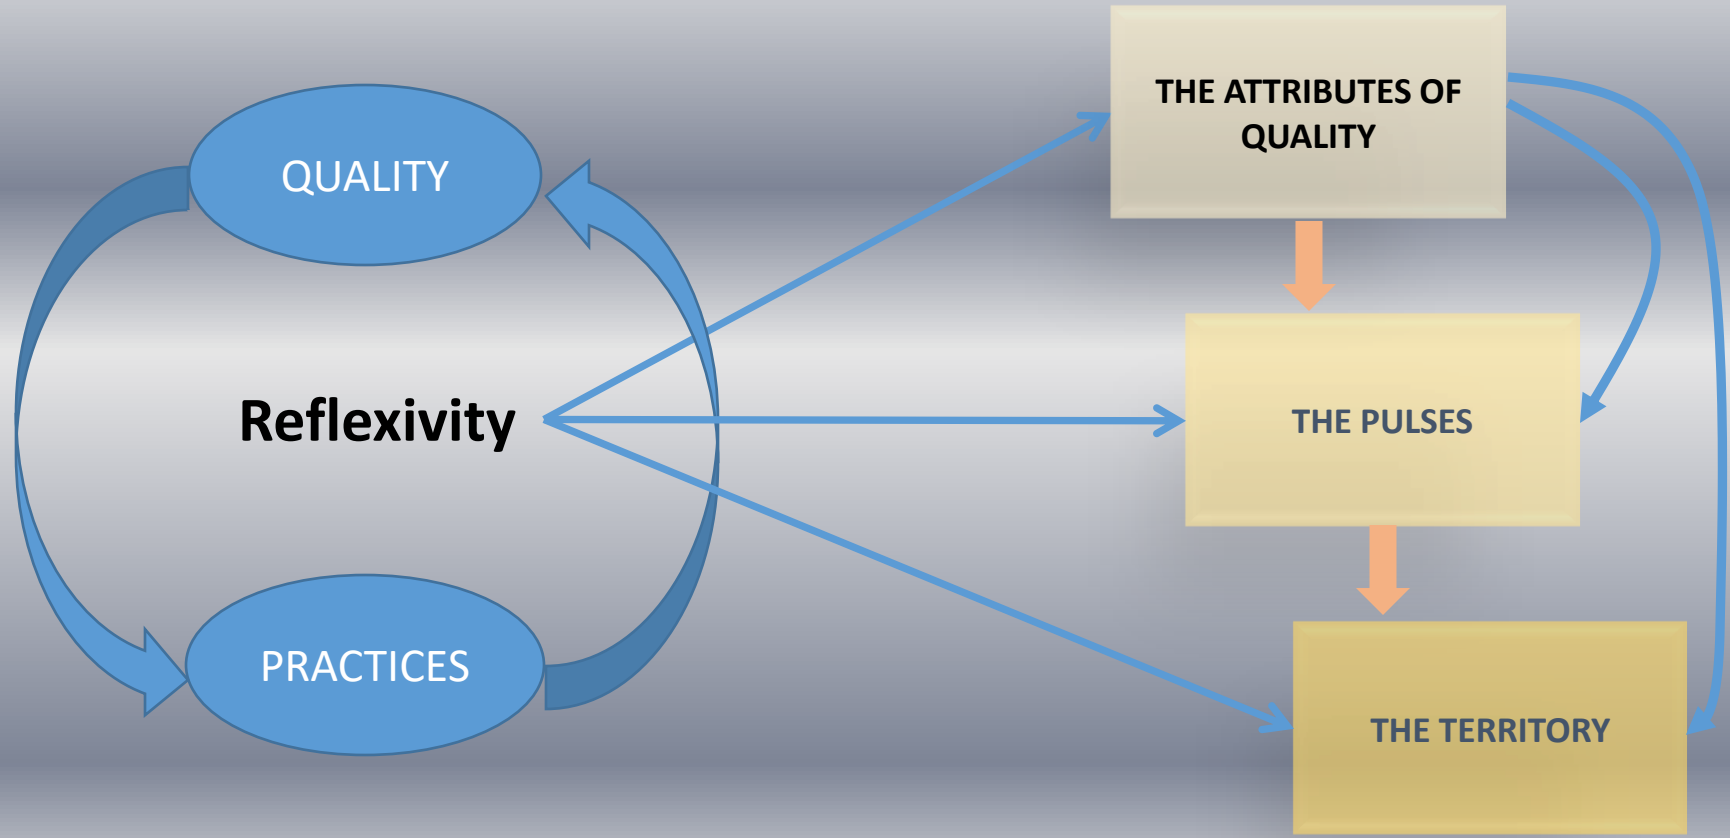 QUALITY
Reflexivity
PRACTICES
THE ATTRIBUTES OF
QUALITY
THE PULSES
THE TERRITORY